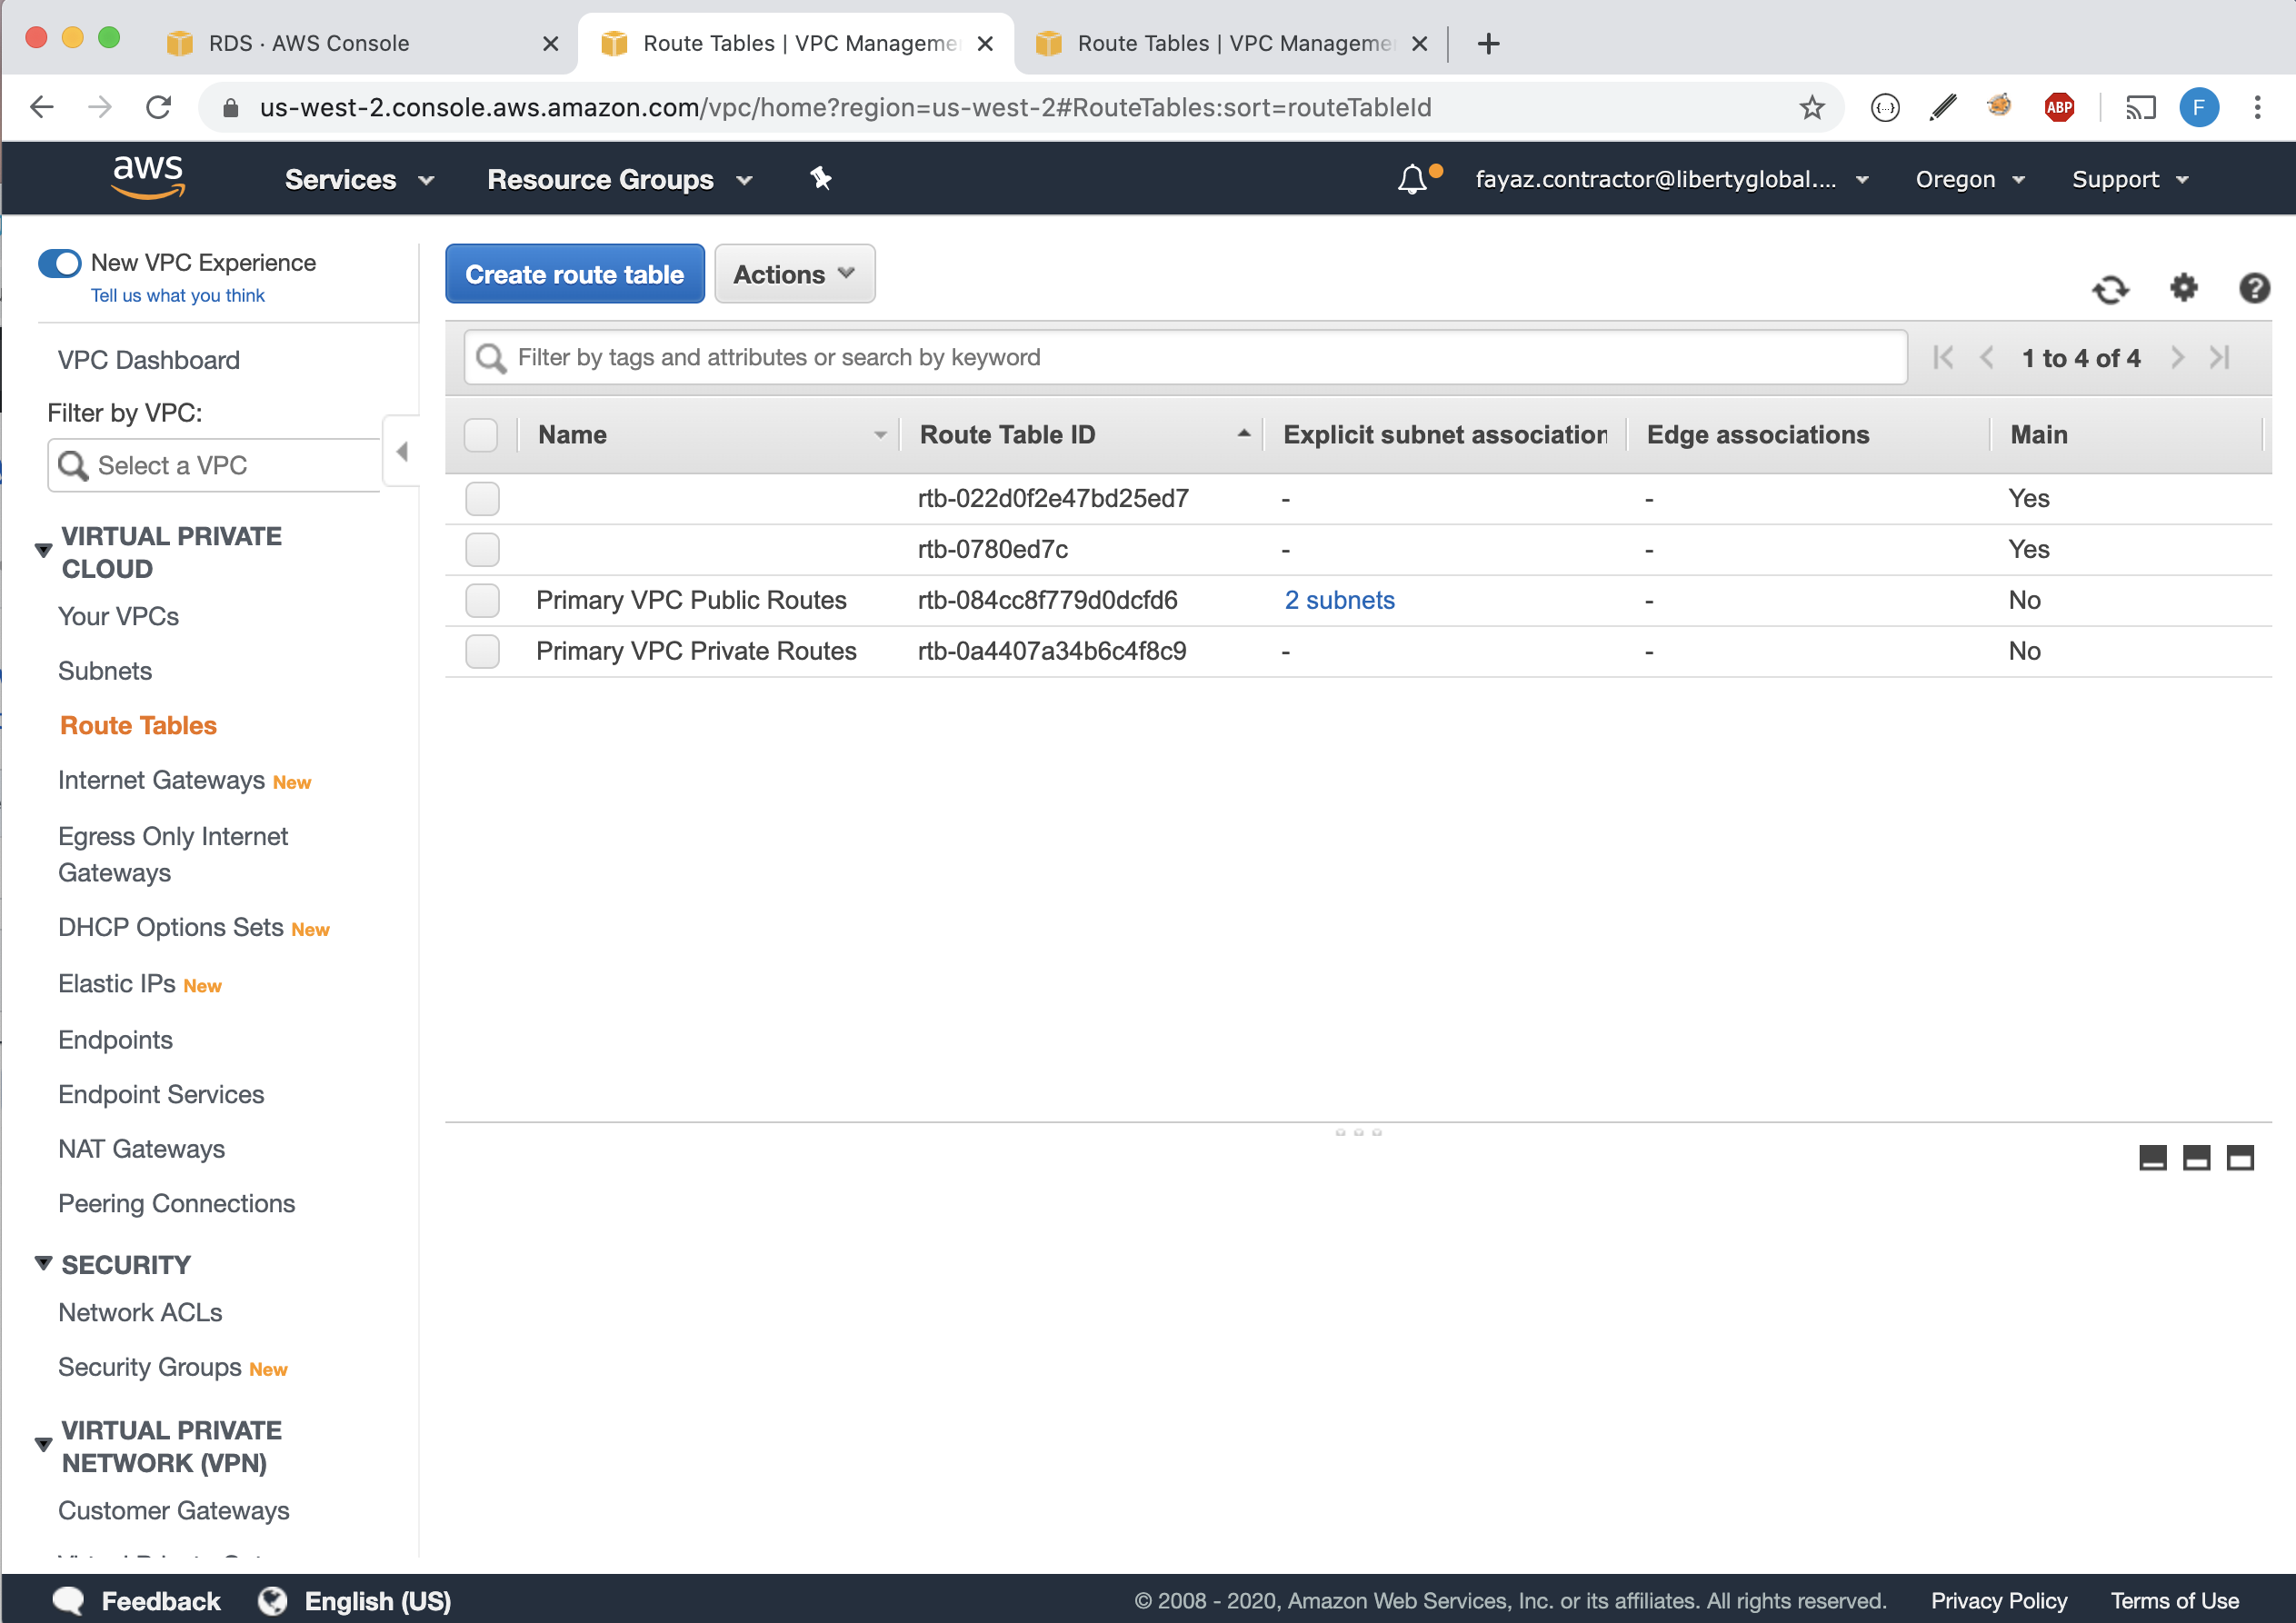 RDS · AWS Console
Route Tables | VPC Manageme
Route Tables | VPC Manageme
us-west-2.console.aws.amazon.com/vpc/home?region=us-west-2#RouteTables:sort=routeTableId
ABP
F
aws
Services
Resource Groups
fayaz.contractor@libertyglobal....
Oregon
Support
New VPC Experience
Tell us what you think
VPC Dashboard
Filter by VPC:
Select a VPC
VIRTUAL PRIVATE
CLOUD
Your VPCs
Subnets
Route Tables
Internet Gateways New
Egress Only Internet
Gateways
DHCP Options Sets New
Elastic IPs New
Endpoints
Endpoint Services
NAT Gateways
Peering Connections
SECURITY
Network ACLs
Security Groups New
VIRTUAL PRIVATE
NETWORK (VPN)
Customer Gateways
Create route table
Actions
Filter by tags and attributes or search by keyword
1 to 4 of 4
Name Route Table ID Explicit subnet association Edge associations Main
rtb-022d0f2e47bd25ed7 - - Yes
rtb-0780ed7c - - Yes
Primary VPC Public Routes rtb-084cc8f779d0dcfd6 2 subnets - No
Primary VPC Private Routes rtb-0a4407a34b6c4f8c9 - - No
Feedback
English (US)
© 2008 - 2020, Amazon Web Services, Inc. or its affiliates. All rights reserved.
Privacy Policy
Terms of Use